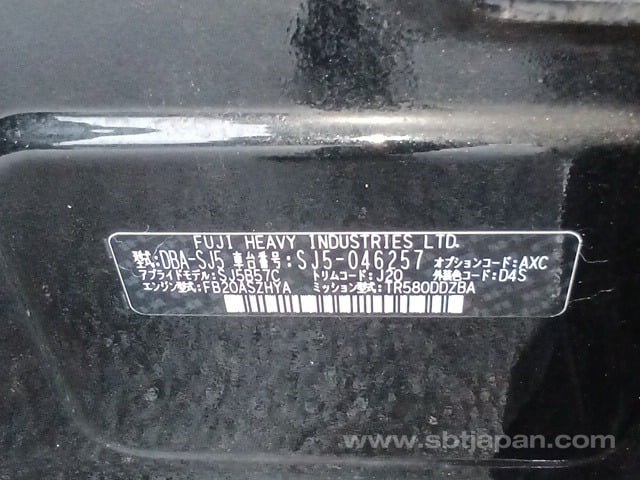 FUJI HEAVY INDUSTRIES LTD.
型式:DBA-SJ5 車台番号:SJ5-046257 オプションコード:AXC
アプライドモデル:SJ5B57C トリムコード:J20 外装色コード:D4S
エンジン型式:FB20ASZHYA ミッション型式:TR580DDZBA
www.sbtjapan.com